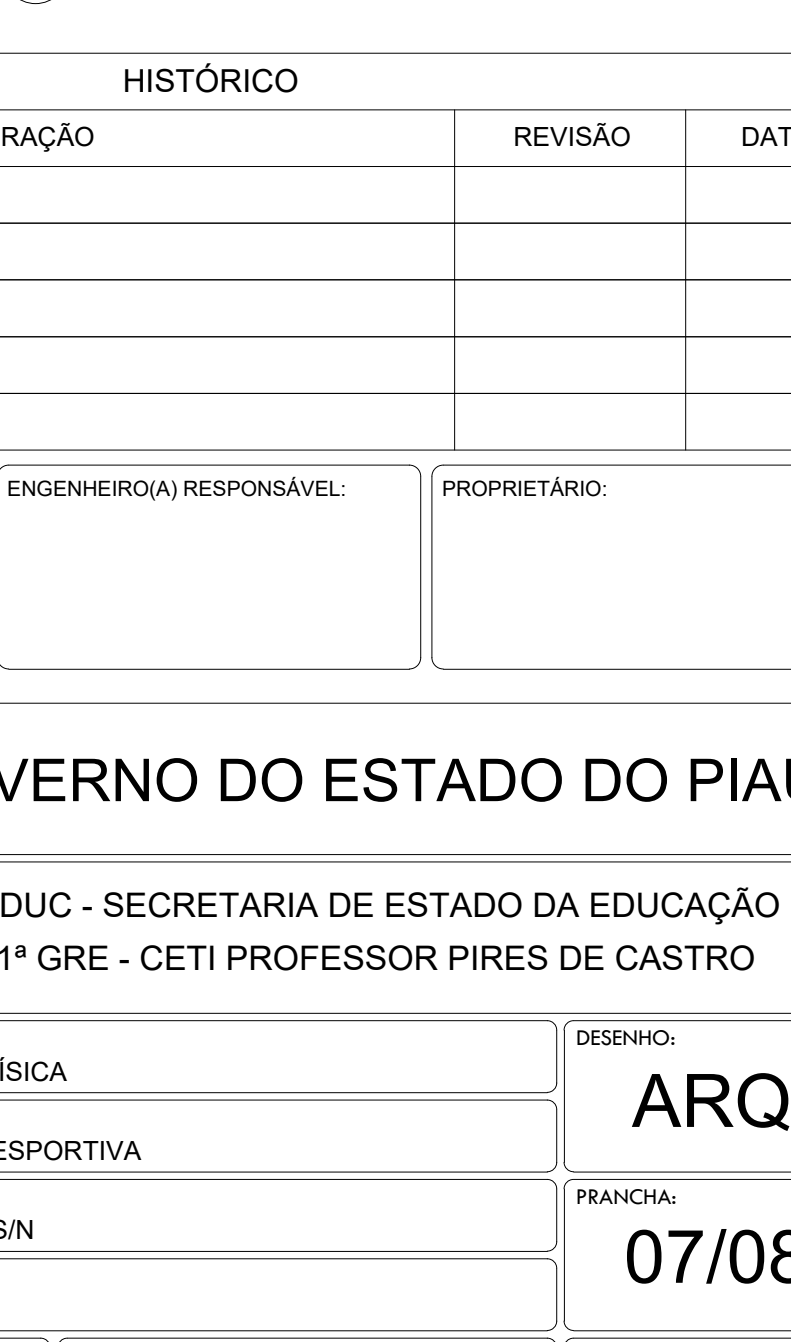 HISTÓRICO
RAÇÃO REVISÃO DAT
ENGENHEIRO(A) RESPONSÁVEL: PROPRIETÁRIO:
VERNO DO ESTADO DO PIAU
DUC - SECRETARIA DE ESTADO DA EDUCAÇÃO
1ª GRE - CETI PROFESSOR PIRES DE CASTRO
DESENHO:
ÍSICA
ARQ
ESPORTIVA
PRANCHA:
S/N
07/08